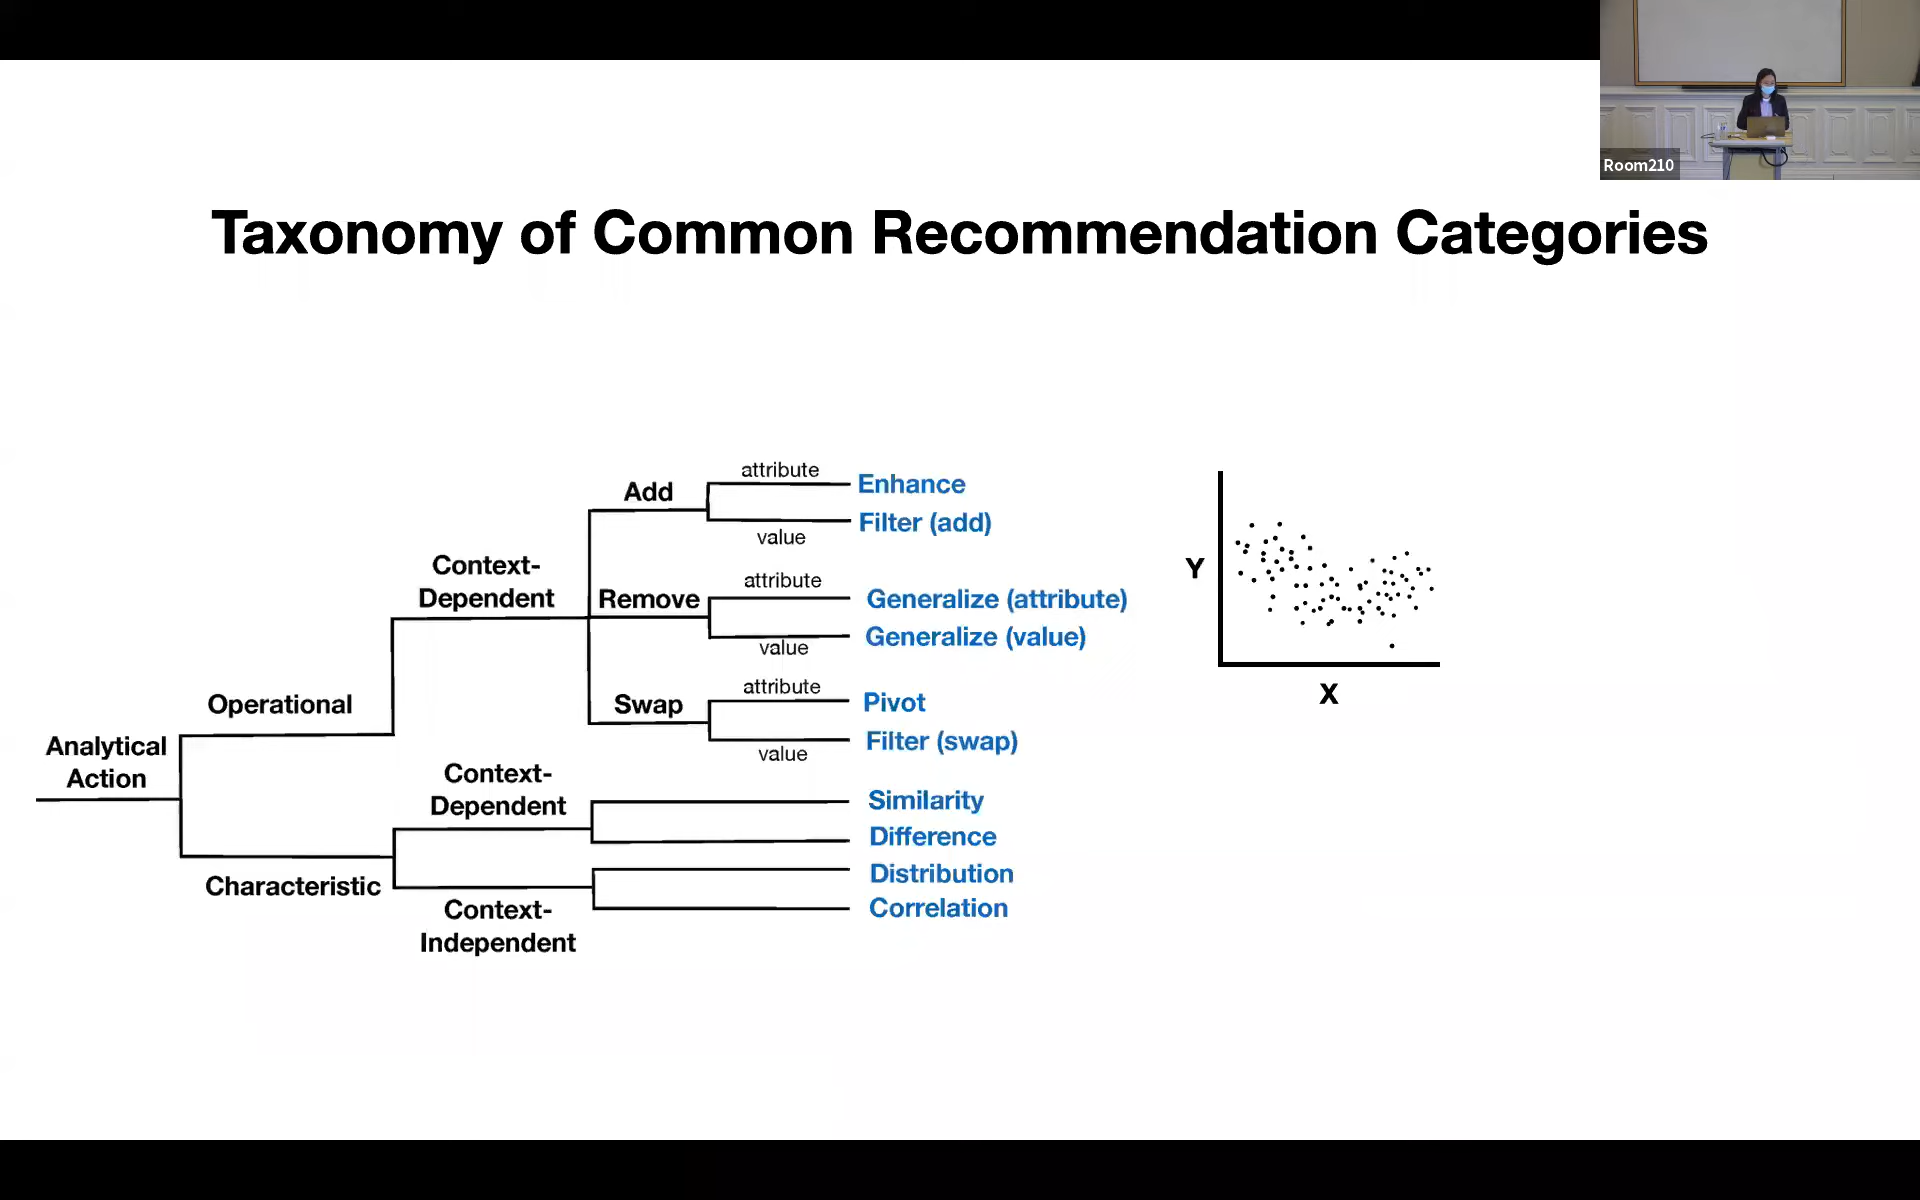 Room210
Taxonomy of Common Recommendation Categories
attribute
Add
Enhance
Filter (add)
value
Context-
Dependent
attribute
Remove
Generalize (attribute)
Generalize (value)
value
attribute
Swap
Pivot
Filter (swap)
value
Operational
Analytical
Action
Context-
Dependent
Similarity
Difference
Characteristic
Distribution
Correlation
Context-
Independent
Y
X